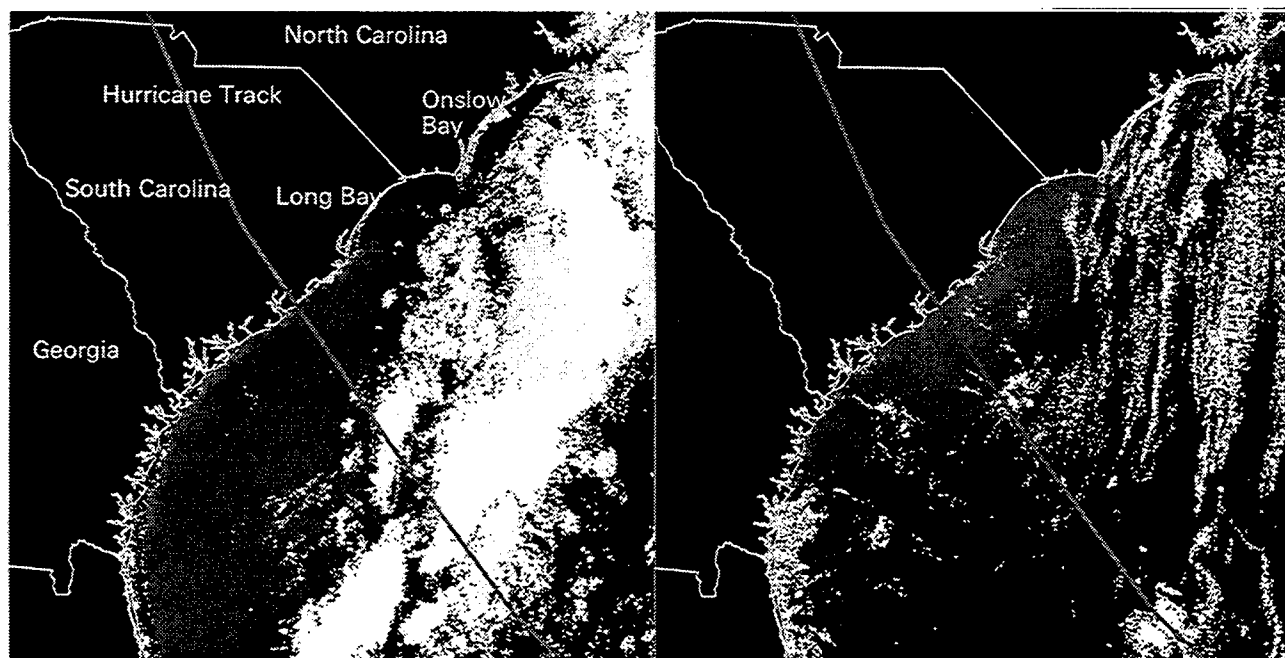 North Carolina
Hurricane Track
Onslow
Bay
South Carolina
Long Bay
Georgia